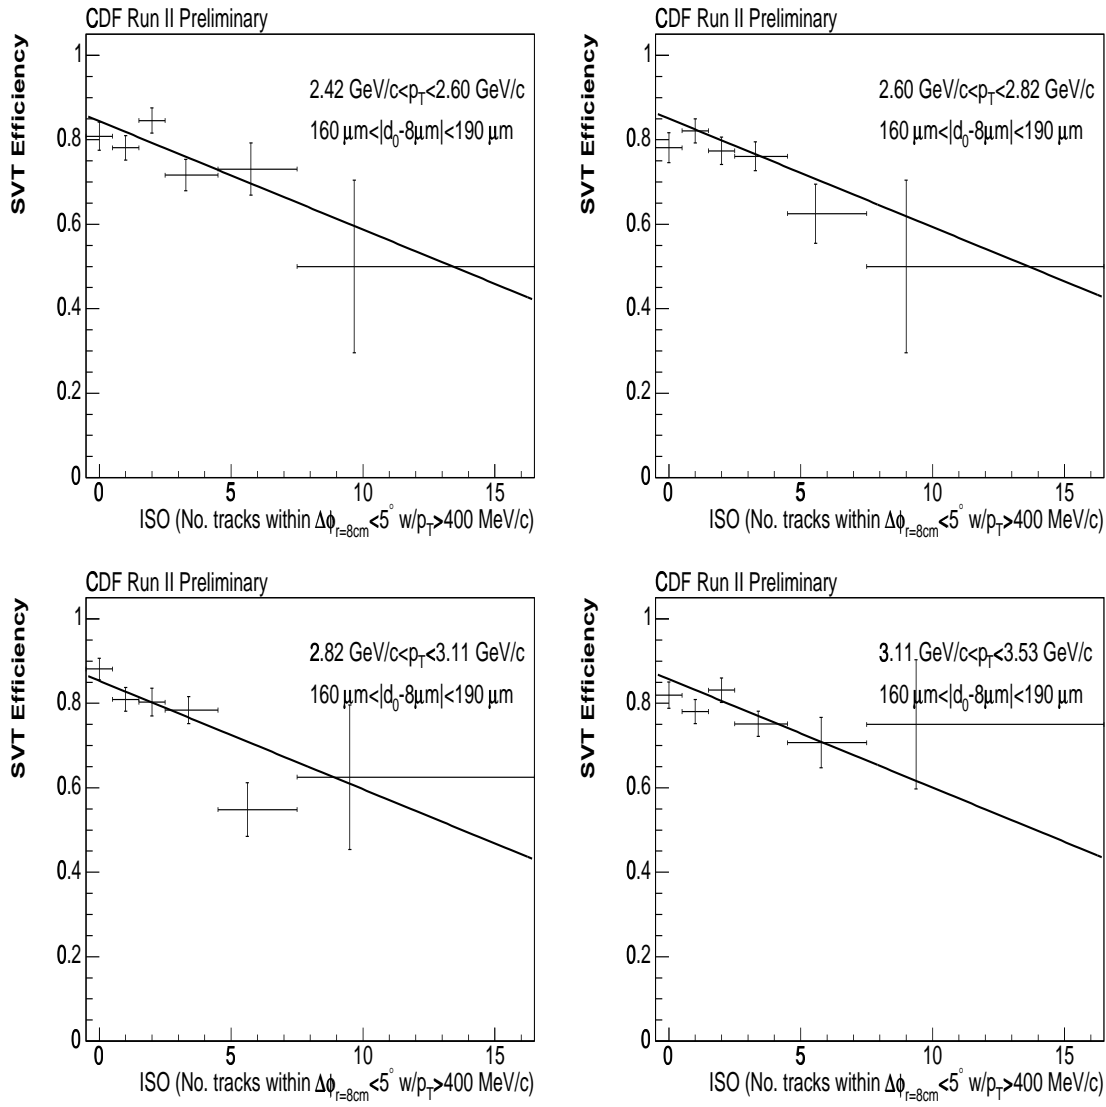 CDF Run II Preliminary
SVT Efficiency
2.42 GeV/c<p_T<2.60 GeV/c
160 μm<|d_0-8μm|<190 μm
1
0.8
0.6
0.4
0.2
0
0 5 10 15
ISO (No. tracks within Δϕ_r=8cm<5° w/p_T>400 MeV/c)
CDF Run II Preliminary
SVT Efficiency
2.60 GeV/c<p_T<2.82 GeV/c
160 μm<|d_0-8μm|<190 μm
1
0.8
0.6
0.4
0.2
0
0 5 10 15
ISO (No. tracks within Δϕ_r=8cm<5° w/p_T>400 MeV/c)
CDF Run II Preliminary
SVT Efficiency
2.82 GeV/c<p_T<3.11 GeV/c
160 μm<|d_0-8μm|<190 μm
1
0.8
0.6
0.4
0.2
0
0 5 10 15
ISO (No. tracks within Δϕ_r=8cm<5° w/p_T>400 MeV/c)
CDF Run II Preliminary
SVT Efficiency
3.11 GeV/c<p_T<3.53 GeV/c
160 μm<|d_0-8μm|<190 μm
1
0.8
0.6
0.4
0.2
0
0 5 10 15
ISO (No. tracks within Δϕ_r=8cm<5° w/p_T>400 MeV/c)